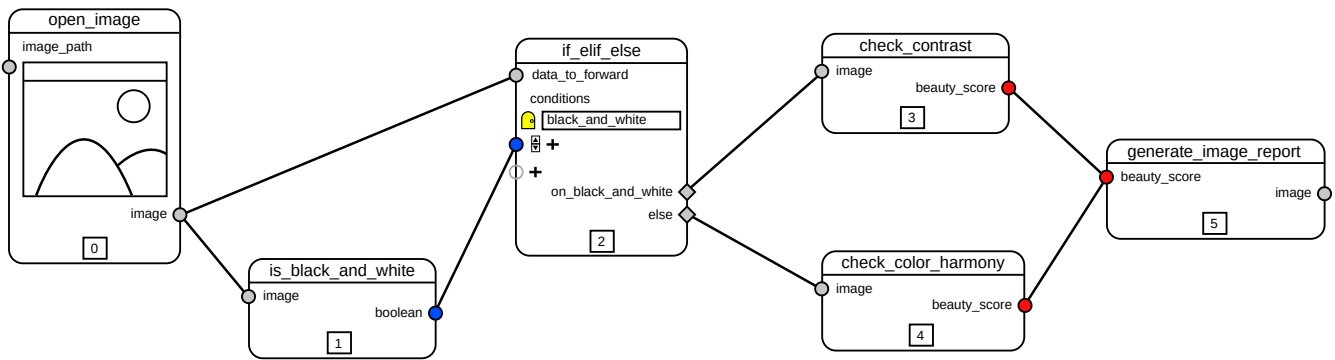 open_image
image_path
image
0
is_black_and_white
image
boolean
1
if_elif_else
data_to_forward
conditions
black_and_white
on_black_and_white
else
2
check_contrast
image
beauty_score
3
check_color_harmony
image
beauty_score
4
generate_image_report
beauty_score
image
5